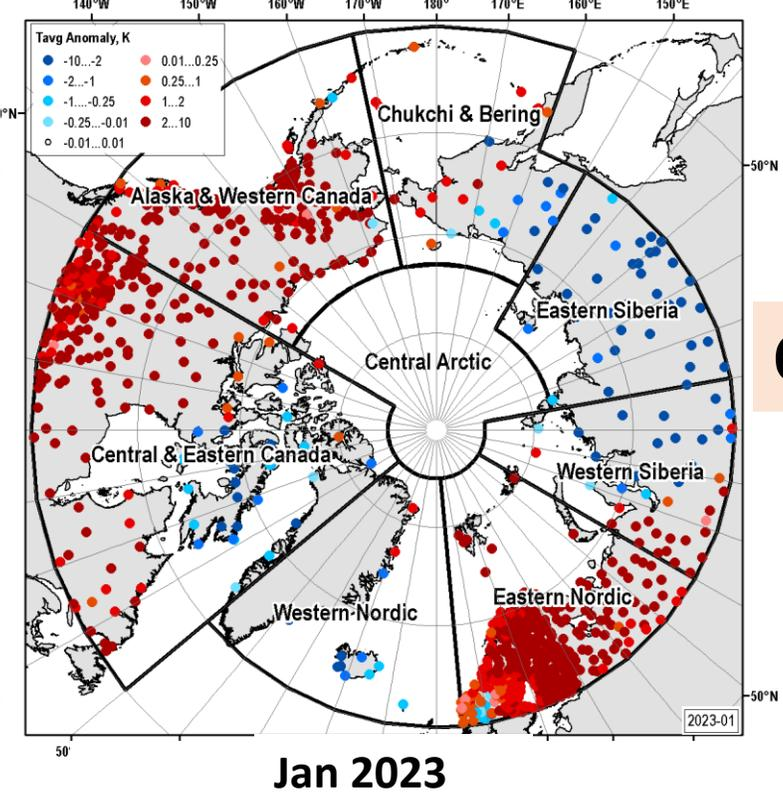 140°W 150°W 160°W 170°W 180° 170°E 160°E 150°E
Tavg Anomaly, K
-10...-2 0.01...0.25
-2...-1 0.25...1
-1...-0.25 1...2
-0.25...-0.01 2...10
-0.01...0.01
°N
Chukchi & Bering
50°N
Alaska & Western Canada
Eastern Siberia
Central Arctic
Central & Eastern Canada
Western Siberia
Eastern Nordic
Western Nordic
50°N
2023-01
50'
Jan 2023